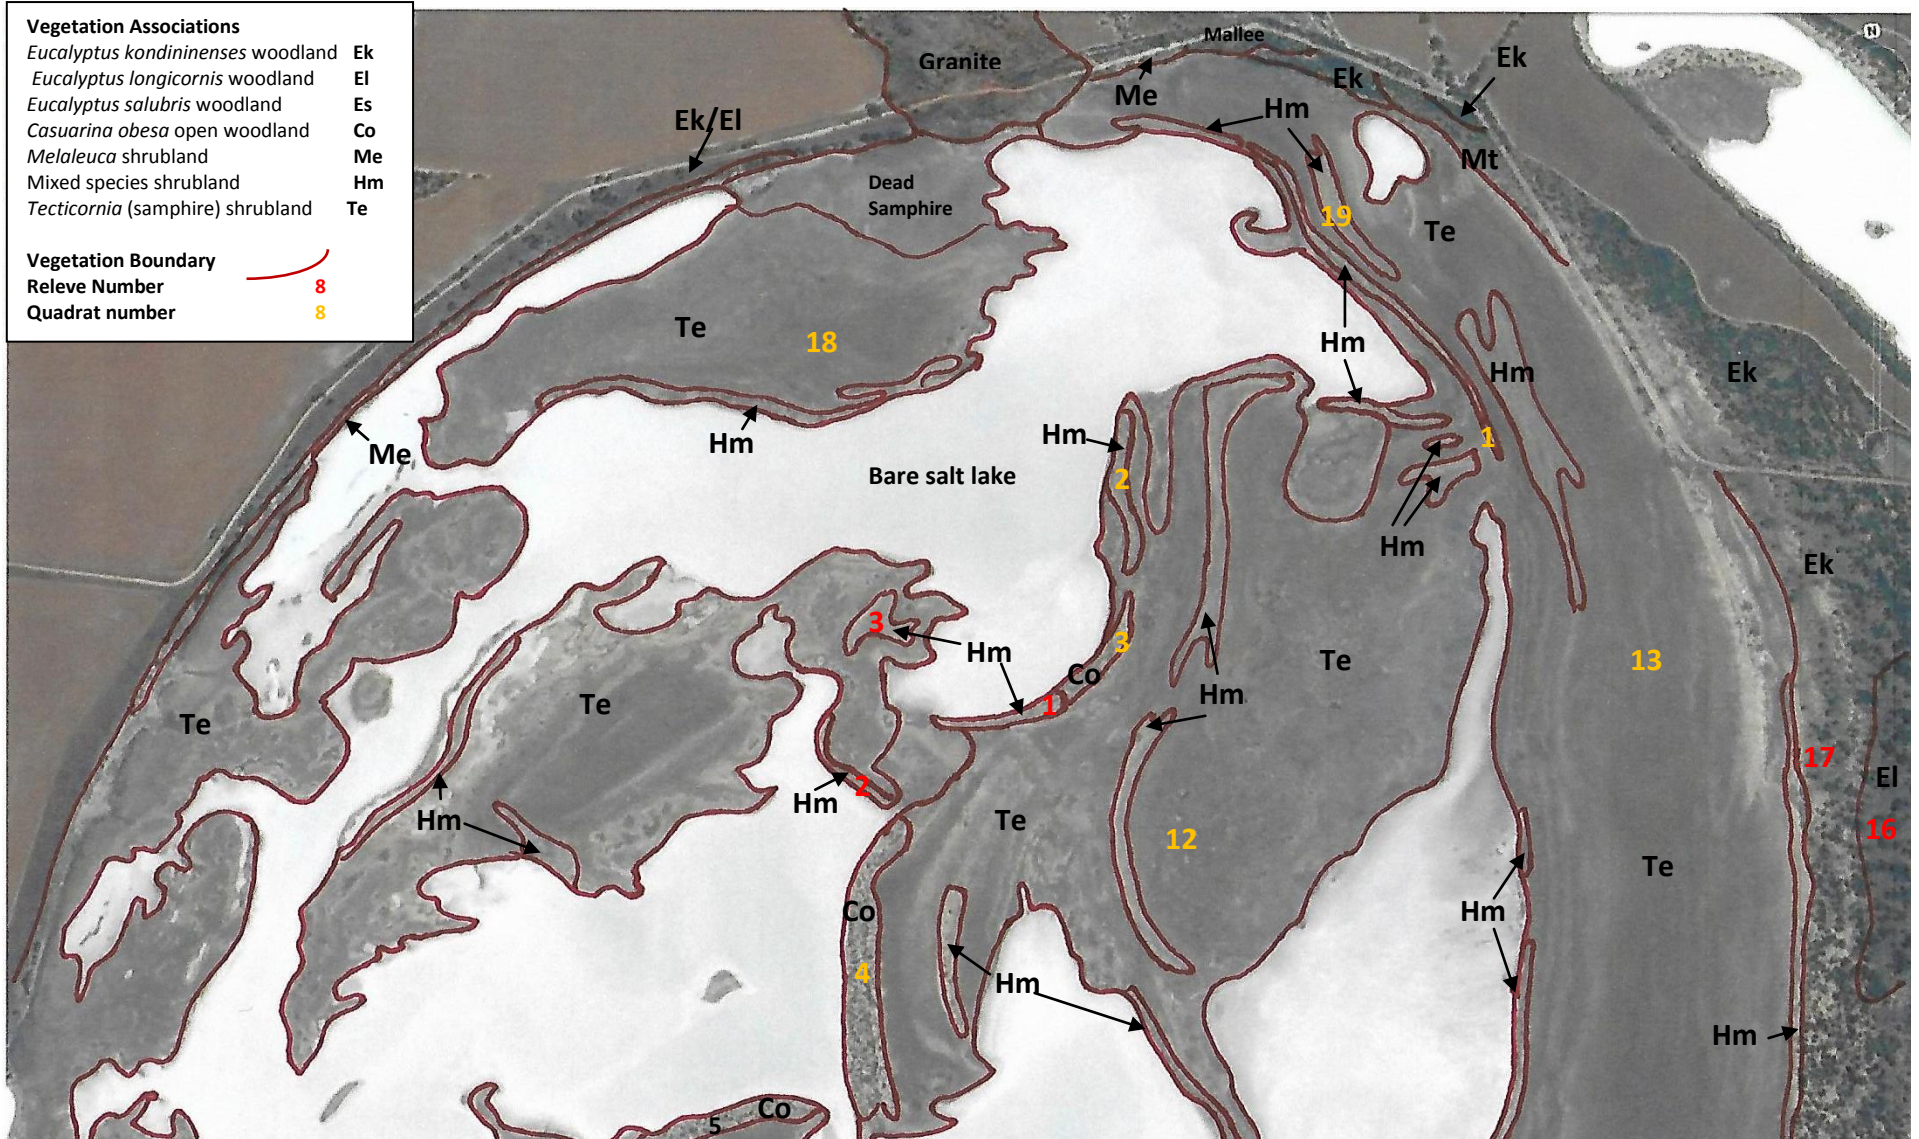 Vegetation Associations
Eucalyptus kondininenses woodland Ek
Eucalyptus longicornis woodland El
Eucalyptus salubris woodland Es
Casuarina obesa open woodland Co
Melaleuca shrubland Me
Mixed species shrubland Hm
Tecticornia (samphire) shrubland Te
Vegetation Boundary
Releve Number 8
Quadrat number 8
N
Mallee
Granite
Ek
Ek
Me
Hm
Ek/El
Mt
Dead
Samphire
19
Te
Te
18
Hm
Hm
Ek
Hm
Me
Hm
1
Bare salt lake
2
Hm
Ek
3
Hm
3
Co
Te
13
Te
Hm
1
Te
17
El
2
Hm
Hm
Te
12
16
Te
Co
Hm
4
Hm
Hm
Co
5